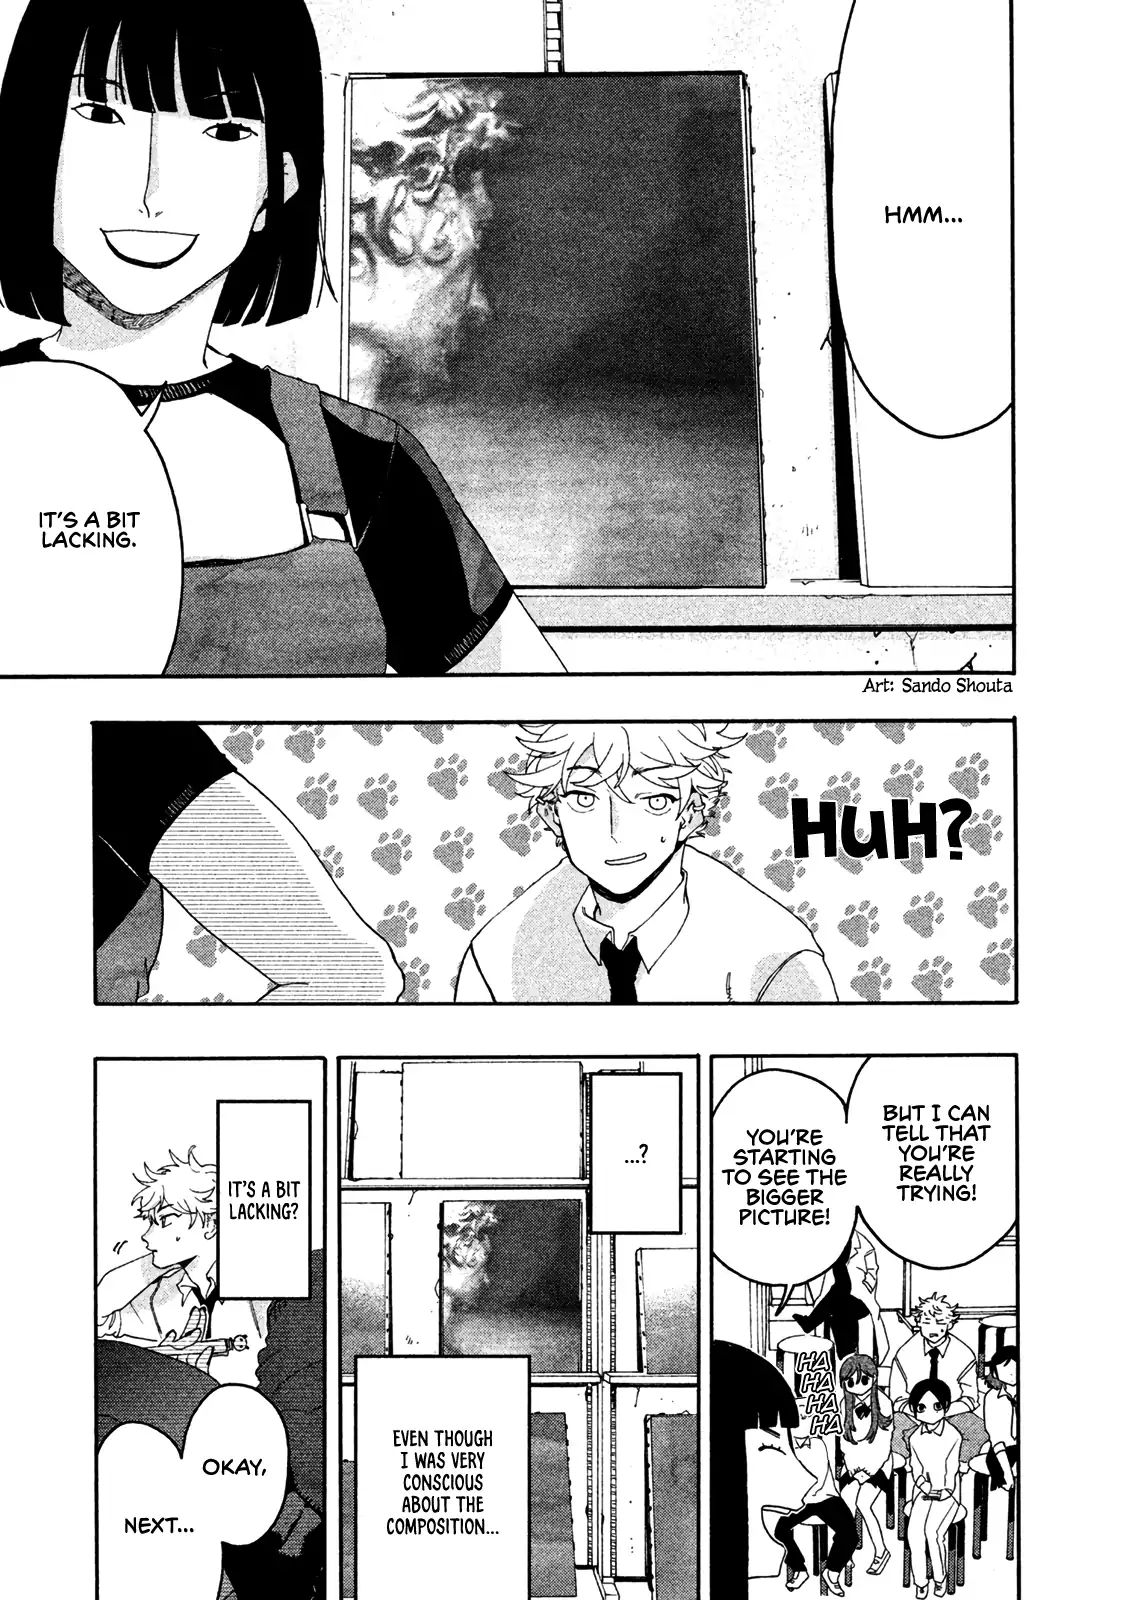 HMM...
IT'S A BIT
LACKING.
Art: Sando Shouta
HUH?
BUT I CAN
TELL THAT
YOU'RE
REALLY
TRYING!
YOU'RE
STARTING
TO SEE THE
BIGGER
PICTURE!
HA
HA
HA
HA
...?
EVEN THOUGH
I WAS VERY
CONSCIOUS
ABOUT THE
COMPOSITION...
IT'S A BIT
LACKING?
OKAY,
NEXT...